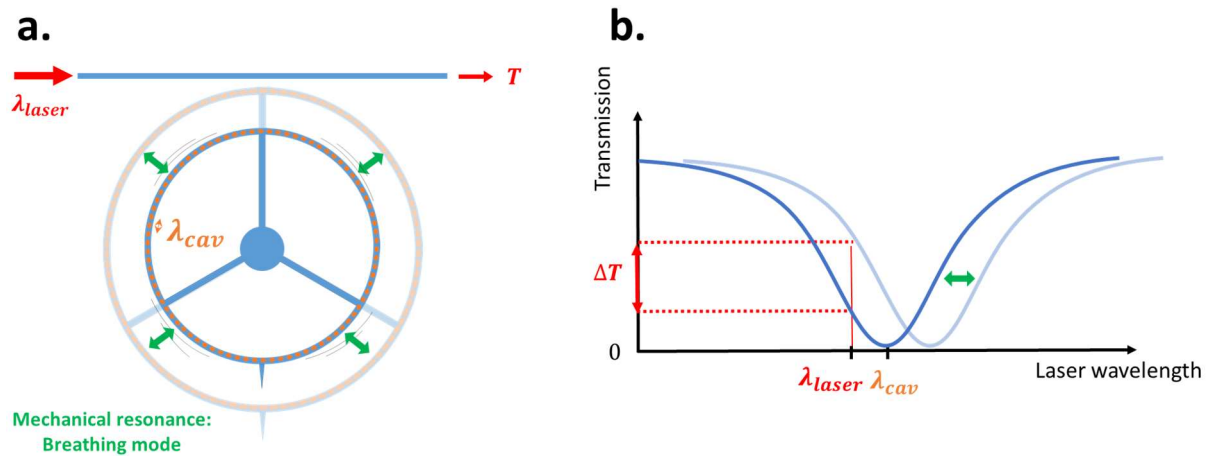 a.
λlaser
T
λcav
Mechanical resonance:
Breathing mode
b.
Transmission
ΔT
0
λlaser
λcav
Laser wavelength